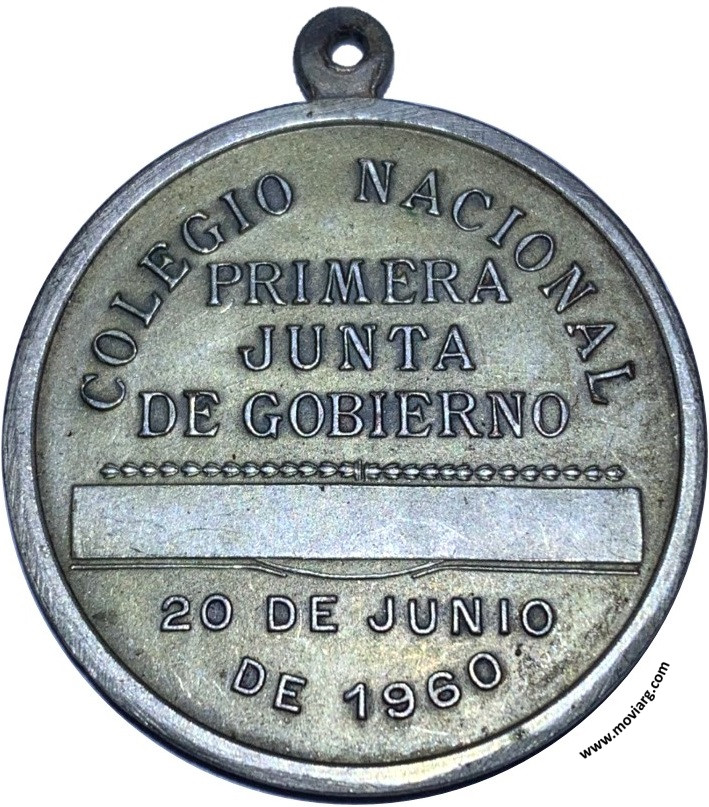 COLEGIO NACIONAL
PRIMERA
JUNTA
DE GOBIERNO
20 DE JUNIO
DE 1960
www.moviarg.com